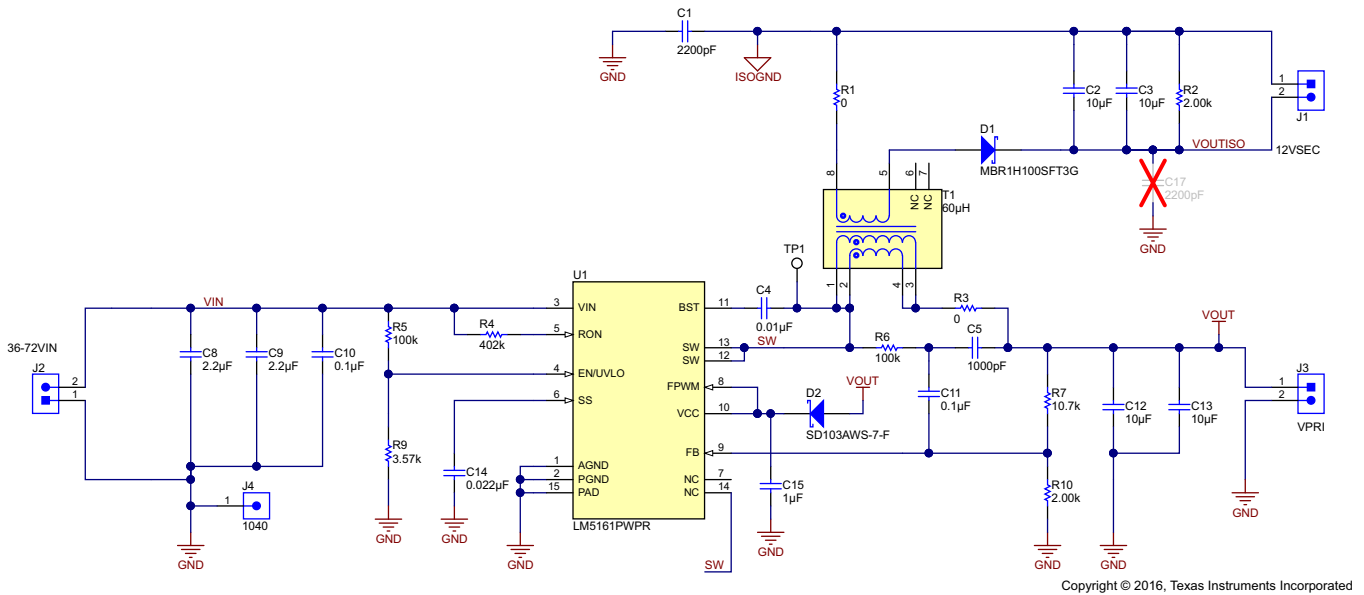 C1
2200pF
GND
ISOGND
R1
0
C2
10µF
C3
10µF
R2
2.00k
1
2
J1
D1
MBR1H100SFT3G
VOUTISO
12VSEC
C17
2200pF
GND
8
5
6
7
NC
NC
T1
60µH
1
2
4
3
TP1
U1
36-72VIN
J2
2
1
VIN
C8
2.2µF
C9
2.2µF
C10
0.1µF
R5
100k
R4
402k
R9
3.57k
C14
0.022µF
J4
1
1040
GND
GND
GND
GND
3
VIN
5
RON
4
EN/UVLO
6
SS
1
AGND
2
PGND
15
PAD
BST
11
SW
13
SW
12
FPWM
8
VCC
10
FB
9
NC
7
NC
14
LM5161PWPR
SW
C4
0.01µF
SW
R6
100k
R3
0
C5
1000pF
C11
0.1µF
D2
SD103AWS-7-F
VOUT
C15
1µF
GND
R7
10.7k
R10
2.00k
GND
C12
10µF
C13
10µF
GND
VOUT
J3
1
2
VPRI
GND
Copyright © 2016, Texas Instruments Incorporated